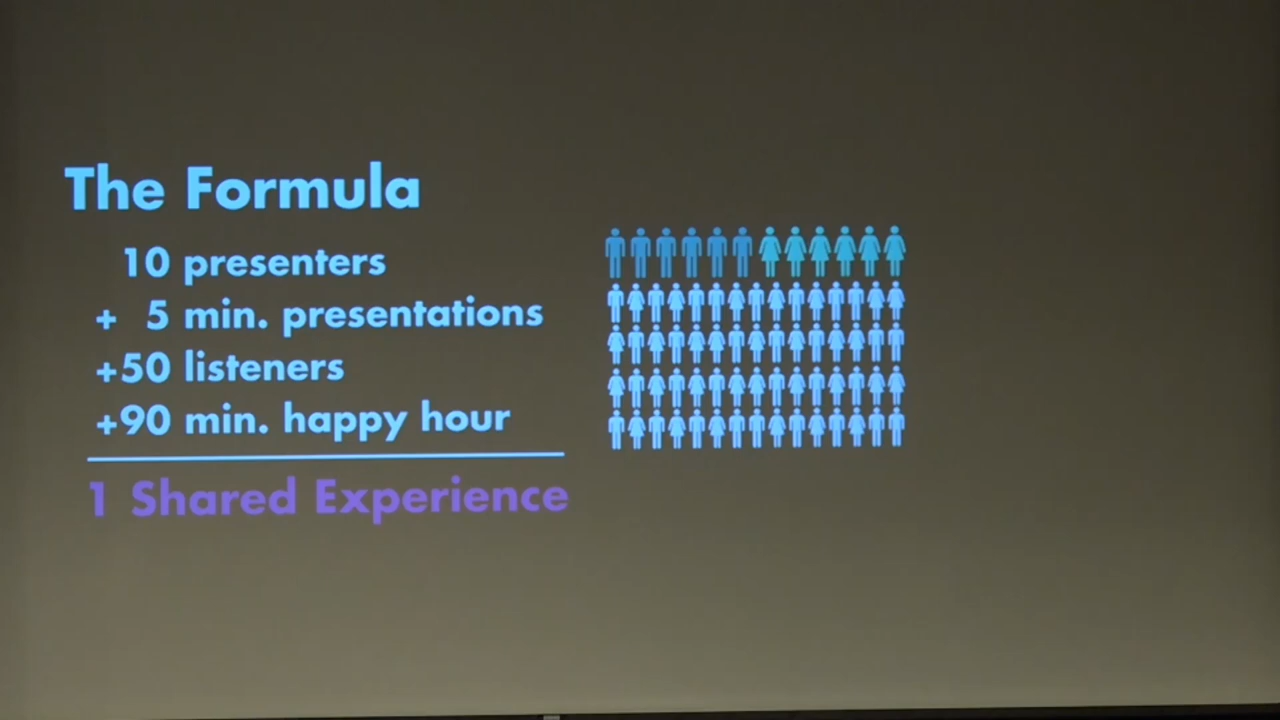 The Formula
10 presenters
+ 5 min. presentations
+50 listeners
+90 min. happy hour
1 Shared Experience